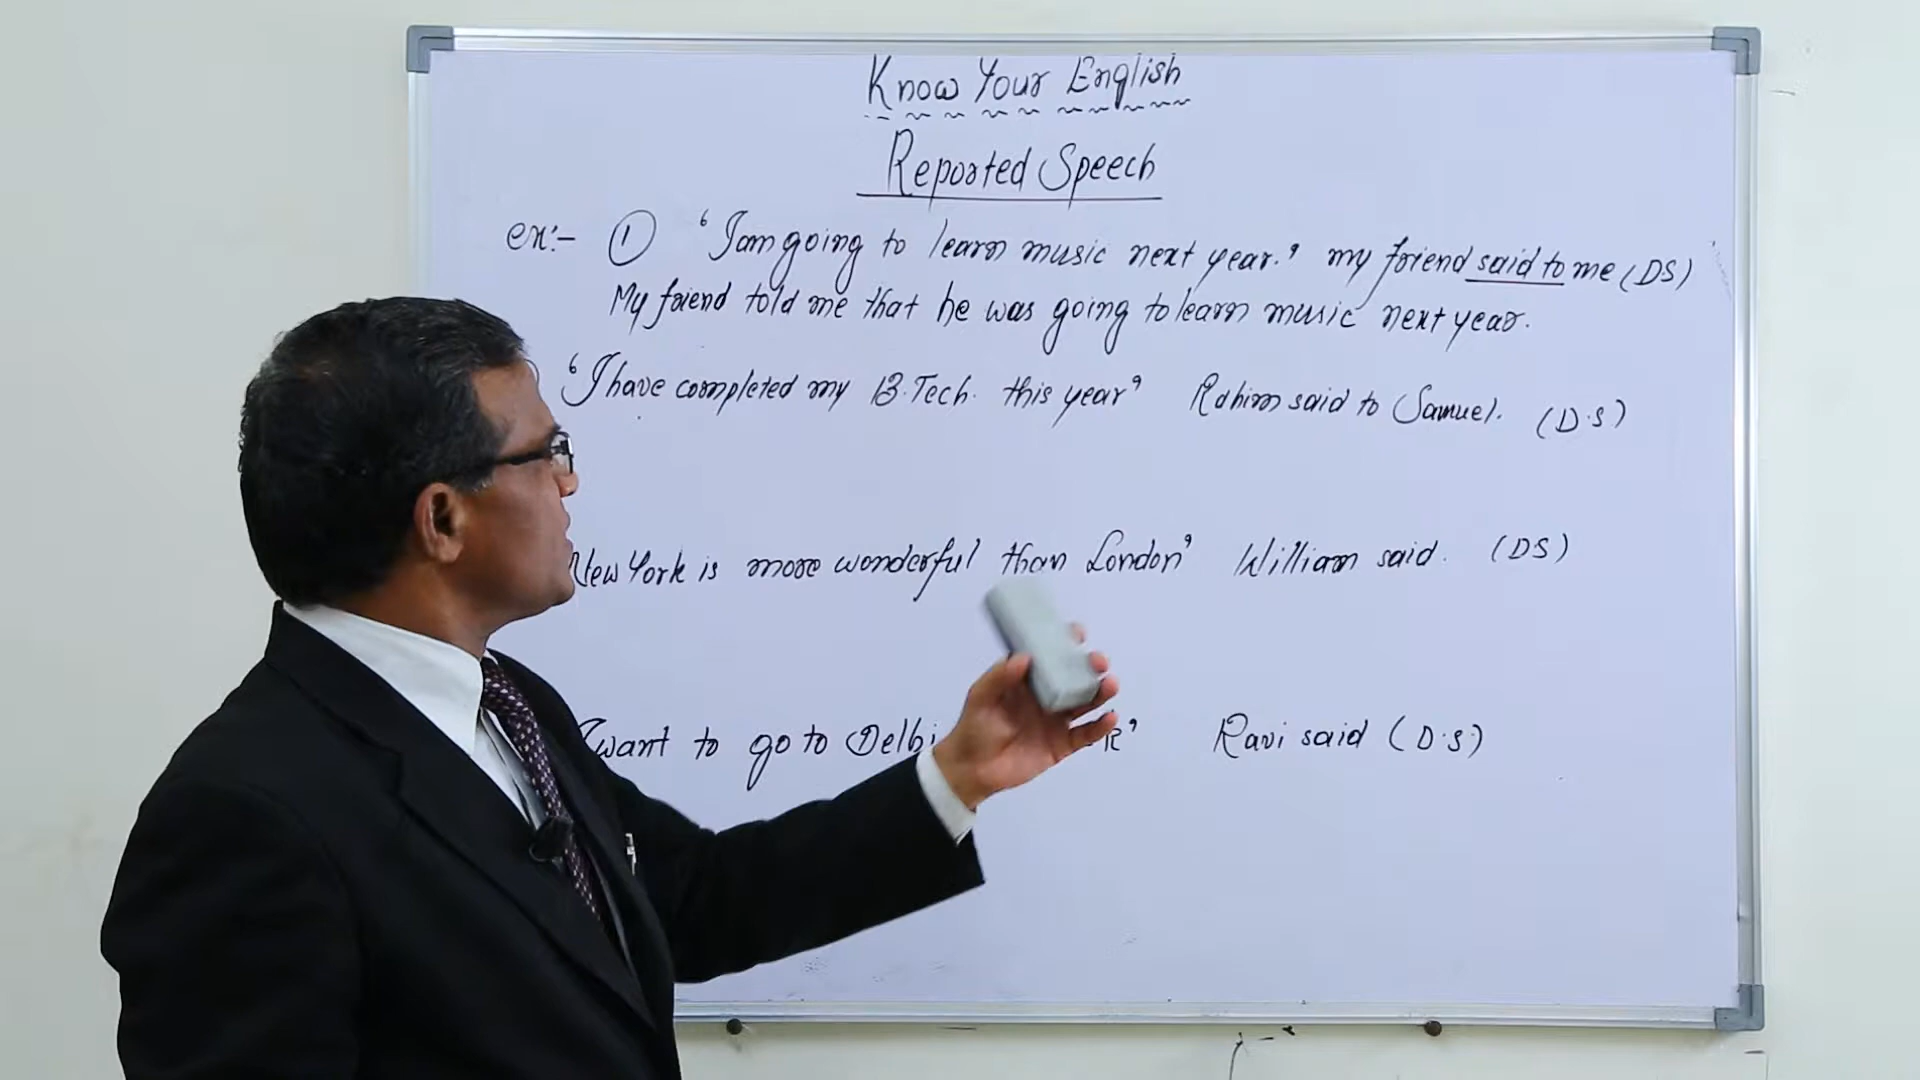 Know Your English
Reported Speech
ex:- ① ‘I am going to learn music next year.’ my friend said to me (DS)
My friend told me that he was going to learn music next year.
‘I have completed my B.Tech. this year’ Rahim said to Samuel. (D.S)
New York is more wonderful than London’ William said. (DS)
I want to go to Delhi Ravi said (D.S)